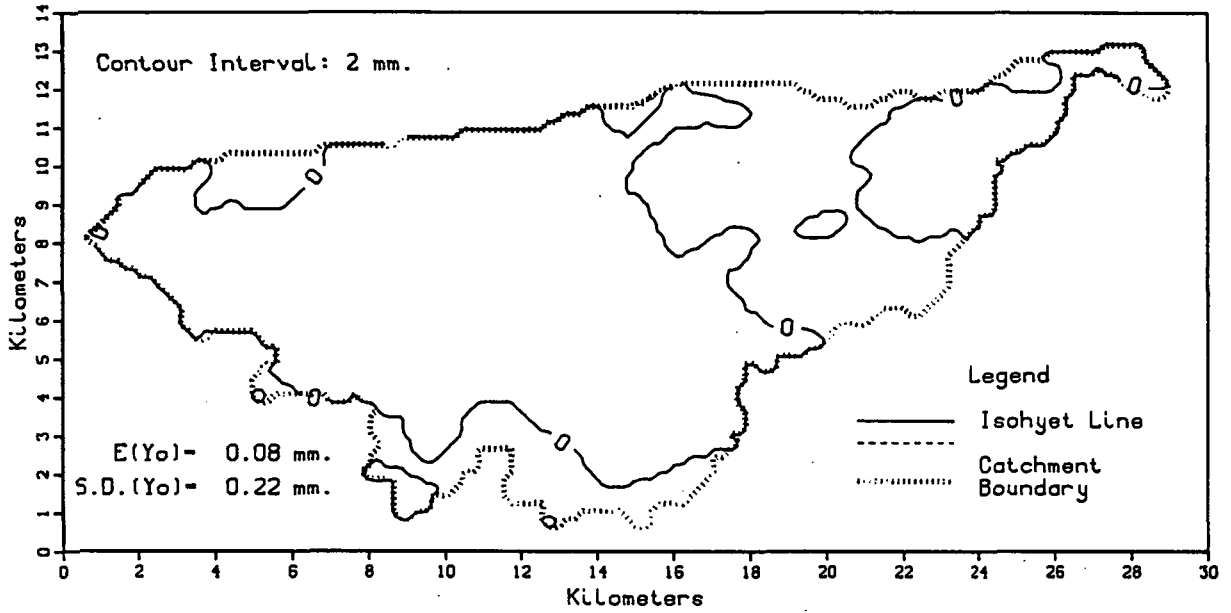 14
13
12
11
10
9
8
7
6
5
4
3
2
1
0
Kilometers
Contour Interval: 2 mm.
0
0
0
0
0
0
0
E(Yo)= 0.08 mm.
S.D.(Yo)= 0.22 mm.
Legend
Isohyet Line
Catchment
Boundary
0 2 4 6 8 10 12 14 16 18 20 22 24 26 28 30
Kilometers